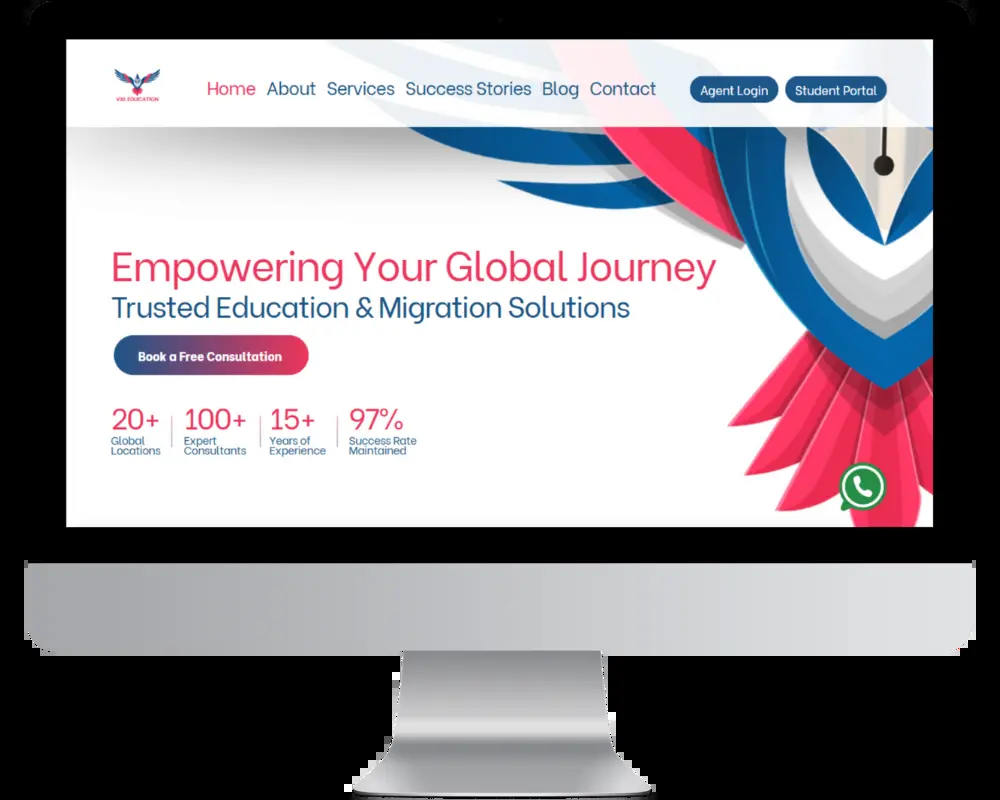 Home About Services Success Stories Blog Contact Agent Login Student Portal
EDUCATION
Empowering Your Global Journey
Trusted Education & Migration Solutions
Book a Free Consultation
20+ 100+ 15+ 97%
Global Expert Years of Success Rate
Locations Consultants Experience Maintained